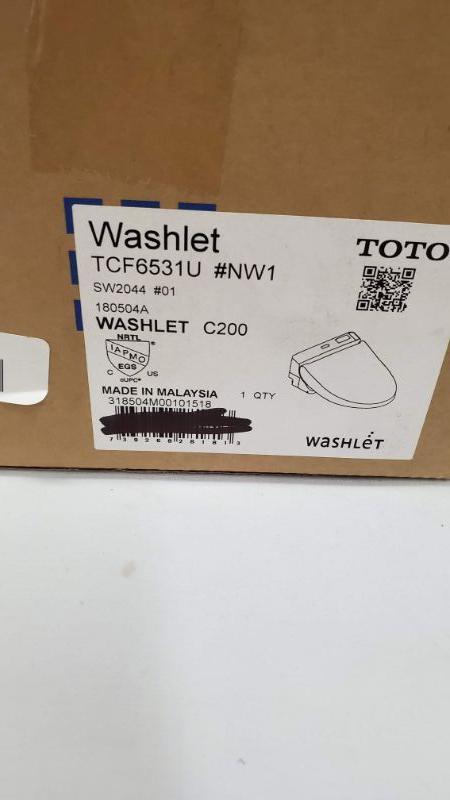 Washlet
TOTO
TCF6531U #NW1
SW2044 #01
180504A
WASHLET C200
NRTL
®
IAPMO
EGS
C US
cUPC®
MADE IN MALAYSIA 1 QTY
318504M00101518
WaSHLeT